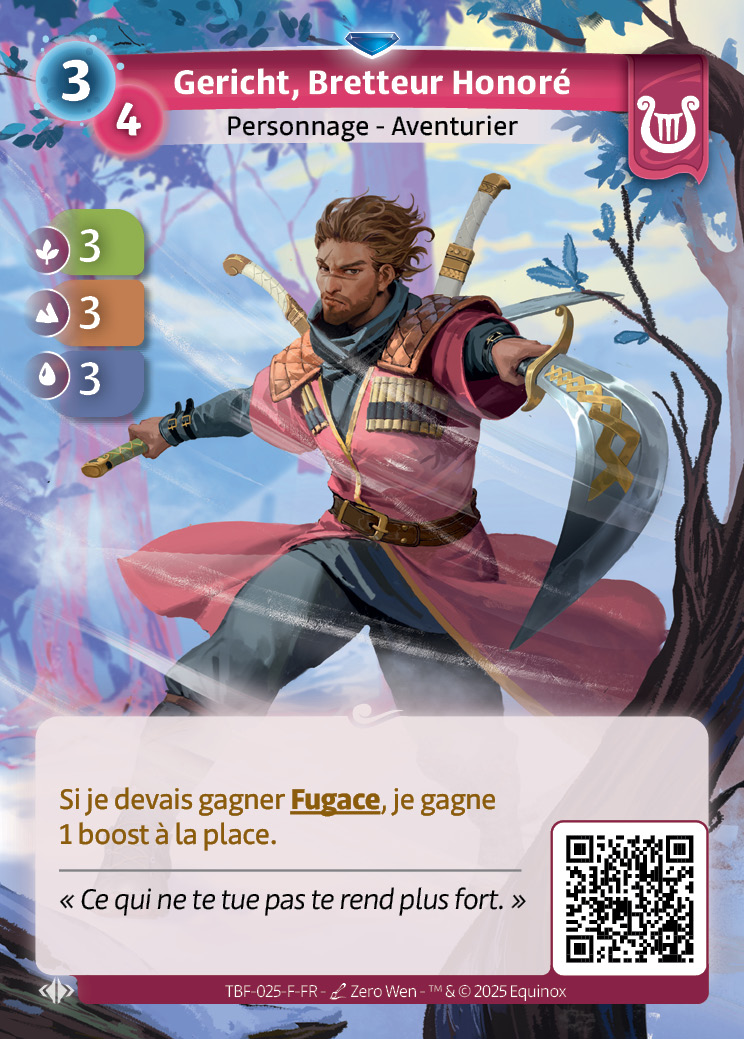 3
Gericht, Bretteur Honoré
4
Personnage - Aventurier
3
3
3
Si je devais gagner Fugace, je gagne
1 boost à la place.
« Ce qui ne te tue pas te rend plus fort. »
TBF-025-F-FR - Zero Wen - ™ & © 2025 Equinox